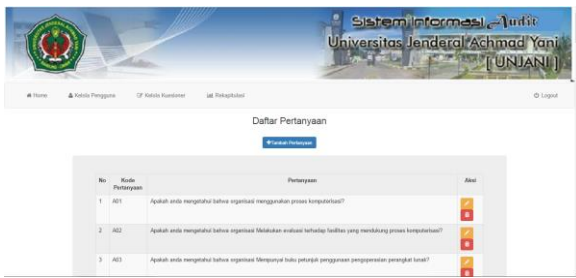 Sistem Informasi Audit
Universitas Jenderal Achmad Yani
[ UNJANI ]
Home Kelola Pengguna Kelola Kuesioner Rekapitulasi Logout
Daftar Pertanyaan
Tambah Pertanyaan
No Kode Pertanyaan Pertanyaan Aksi
1 A01 Apakah anda mengetahui bahwa organisasi menggunakan proses komputerisasi?
2 A02 Apakah anda mengetahui bahwa organisasi Melakukan evaluasi terhadap fasilitas yang mendukung proses komputerisasi?
3 A03 Apakah anda mengetahui bahwa organisasi Mempunyai buku petunjuk penggunaan pengoperasian perangkat lunak?